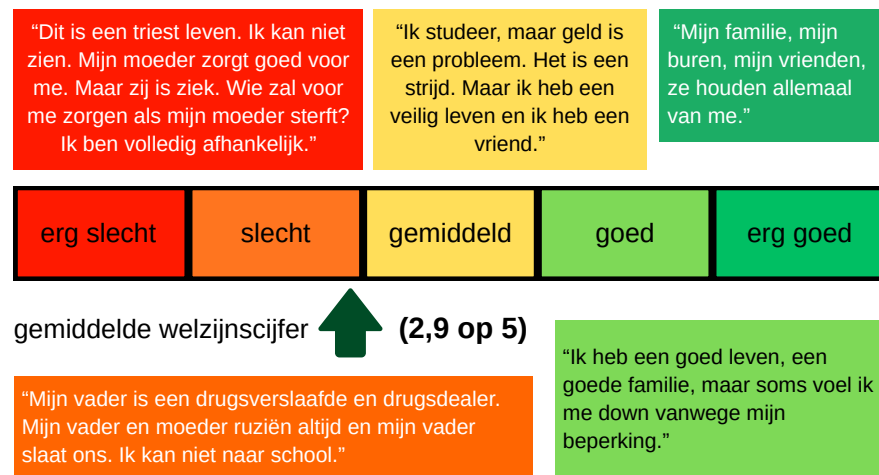 “Dit is een triest leven. Ik kan niet
zien. Mijn moeder zorgt goed voor
me. Maar zij is ziek. Wie zal voor
me zorgen als mijn moeder sterft?
Ik ben volledig afhankelijk.”
“Ik studeer, maar geld is
een probleem. Het is een
strijd. Maar ik heb een
veilig leven en ik heb een
vriend.”
“Mijn familie, mijn
buren, mijn vrienden,
ze houden allemaal
van me.”
erg slecht
slecht
gemiddeld
goed
erg goed
gemiddelde welzijnscijfer
(2,9 op 5)
“Mijn vader is een drugsverslaafde en drugsdealer.
Mijn vader en moeder ruziën altijd en mijn vader
slaat ons. Ik kan niet naar school.”
“Ik heb een goed leven, een
goede familie, maar soms voel ik
me down vanwege mijn
beperking.”